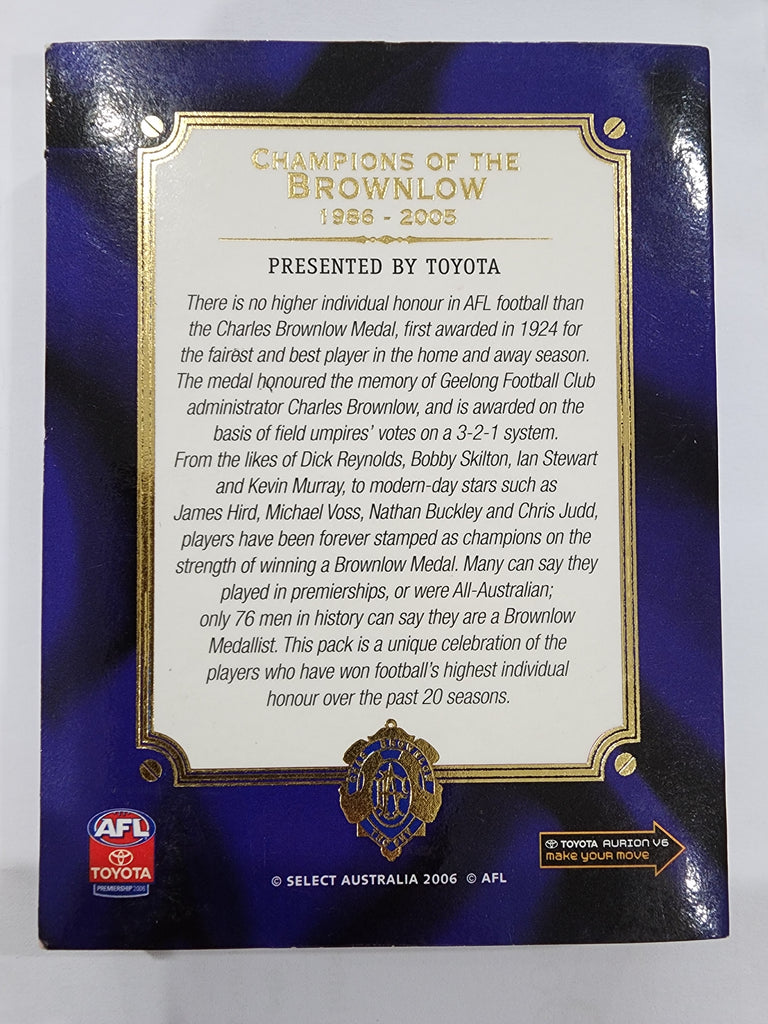 CHAMPIONS OF THE
BROWNLOW
1986 - 2005
PRESENTED BY TOYOTA
There is no higher individual honour in AFL football than
the Charles Brownlow Medal, first awarded in 1924 for
the fairest and best player in the home and away season.
The medal honoured the memory of Geelong Football Club
administrator Charles Brownlow, and is awarded on the
basis of field umpires' votes on a 3-2-1 system.
From the likes of Dick Reynolds, Bobby Skilton, Ian Stewart
and Kevin Murray, to modern-day stars such as
James Hird, Michael Voss, Nathan Buckley and Chris Judd,
players have been forever stamped as champions on the
strength of winning a Brownlow Medal. Many can say they
played in premierships, or were All-Australian;
only 76 men in history can say they are a Brownlow
Medallist. This pack is a unique celebration of the
players who have won football's highest individual
honour over the past 20 seasons.
BROWNLOW
AFL
TOYOTA
PREMIERSHIP 2006
© SELECT AUSTRALIA 2006 © AFL
TOYOTA AURION V6
make your move